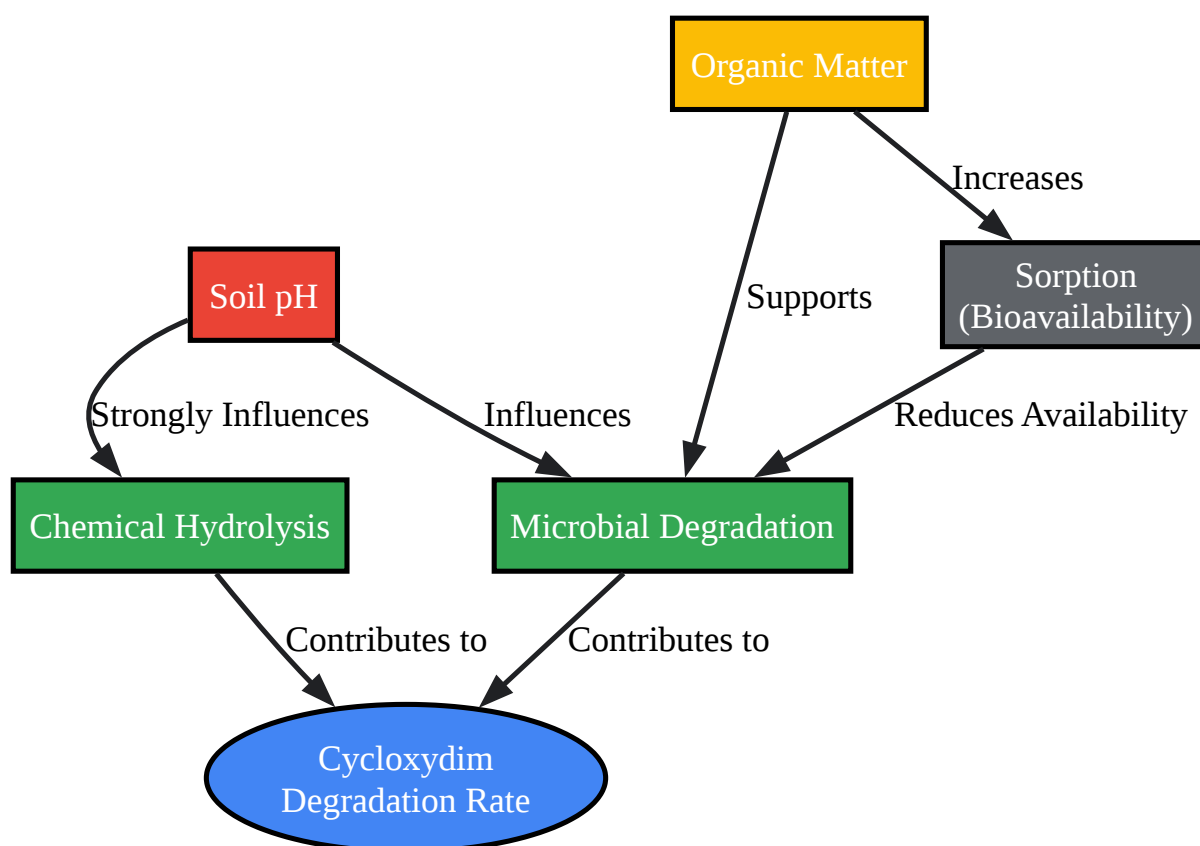 Organic Matter
Increases
Soil pH
Supports
Sorption
(Bioavailability)
Strongly Influences
Influences
Reduces Availability
Chemical Hydrolysis
Microbial Degradation
Contributes to
Contributes to
Cycloxydim
Degradation Rate